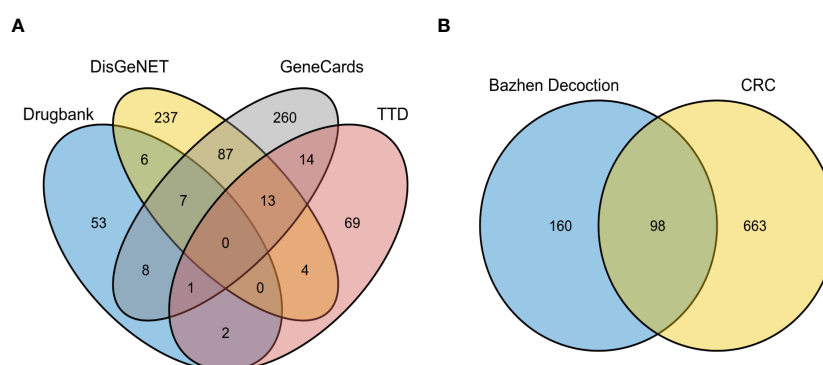 A
B
DisGeNET GeneCards
Drugbank TTD
Bazhen Decoction CRC
237 260
6 87 14
7 13
53 69
0
8 4
1 0
2
160 98 663